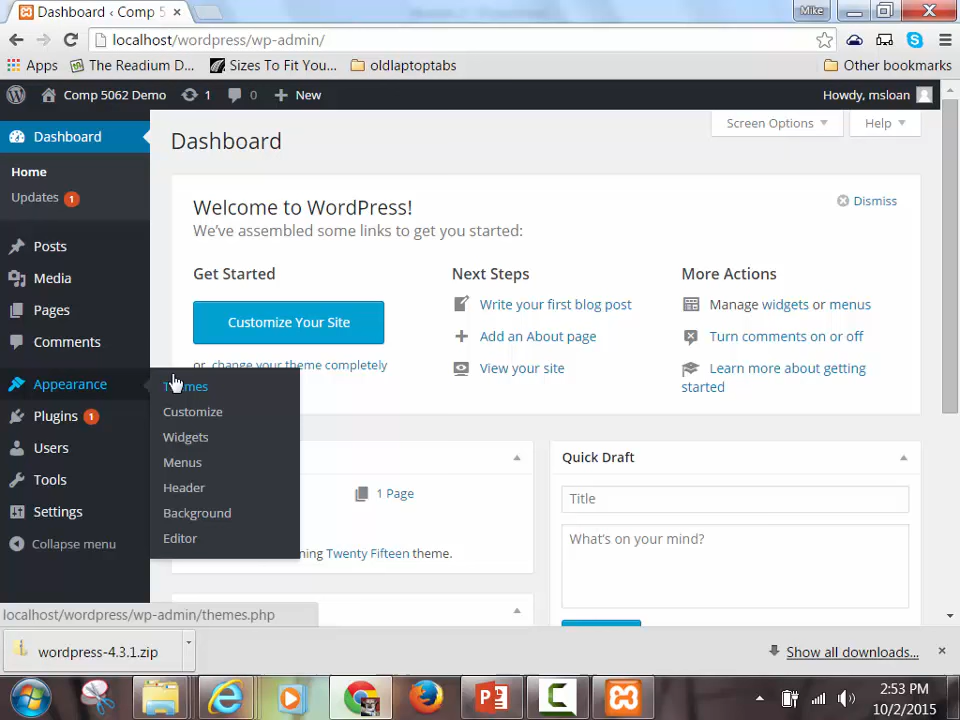 Dashboard ‹ Comp 5
Mike
localhost/wordpress/wp-admin/
Apps
The Readium D...
Sizes To Fit You...
oldlaptoptabs
Other bookmarks
Comp 5062 Demo
1
0
New
Howdy, msloan
Dashboard
Home
Updates 1
Posts
Media
Pages
Comments
Appearance
Plugins 1
Users
Tools
Settings
Collapse menu
Themes
Customize
Widgets
Menus
Header
Background
Editor
Dashboard
Screen Options
Help
Welcome to WordPress!
Dismiss
We've assembled some links to get you started:
Get Started
Customize Your Site
or, change your theme completely
Next Steps
Write your first blog post
Add an About page
View your site
More Actions
Manage widgets or menus
Turn comments on or off
Learn more about getting
started
1 Page
Twenty Fifteen theme.
Quick Draft
Title
What's on your mind?
localhost/wordpress/wp-admin/themes.php
wordpress-4.3.1.zip
Show all downloads...
2:53 PM
10/2/2015